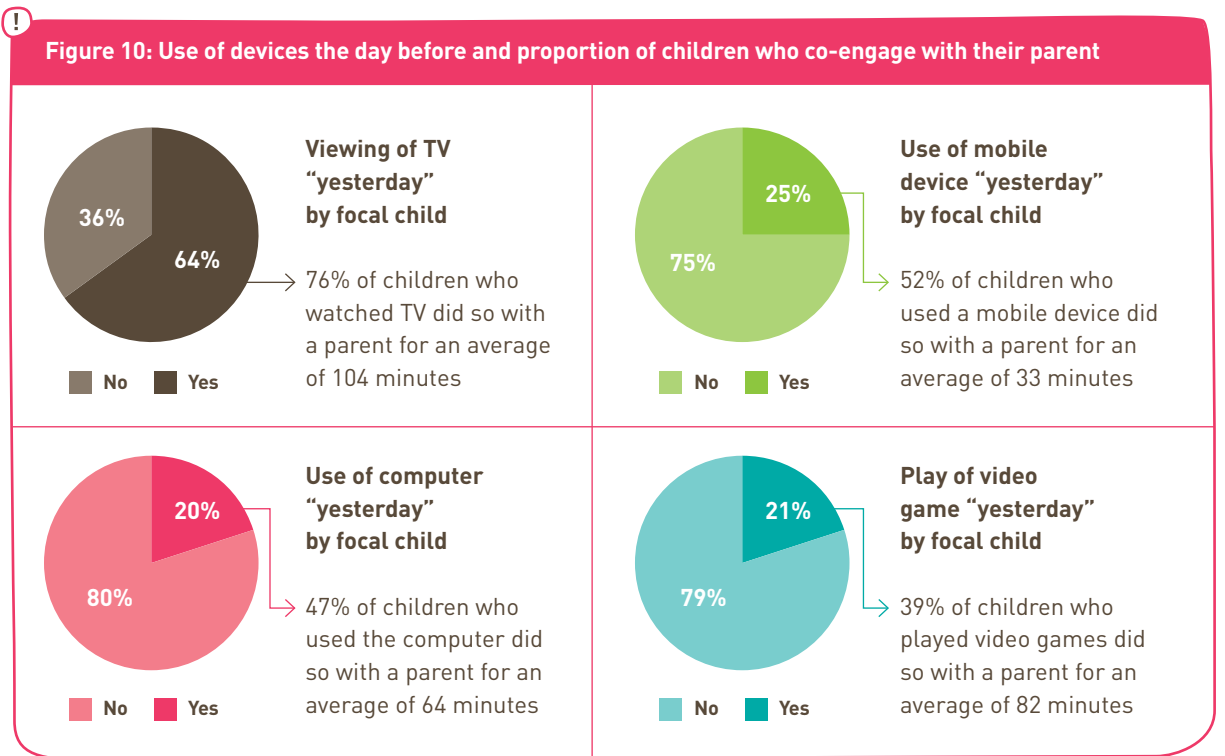 !
Figure 10: Use of devices the day before and proportion of children who co-engage with their parent
36%
64%
Viewing of TV
“yesterday”
by focal child
76% of children who
watched TV did so with
a parent for an average
of 104 minutes
No Yes
25%
75%
Use of mobile
device “yesterday”
by focal child
52% of children who
used a mobile device did
so with a parent for an
average of 33 minutes
No Yes
20%
80%
Use of computer
“yesterday”
by focal child
47% of children who
used the computer did
so with a parent for an
average of 64 minutes
No Yes
21%
79%
Play of video
game “yesterday”
by focal child
39% of children who
played video games did
so with a parent for an
average of 82 minutes
No Yes